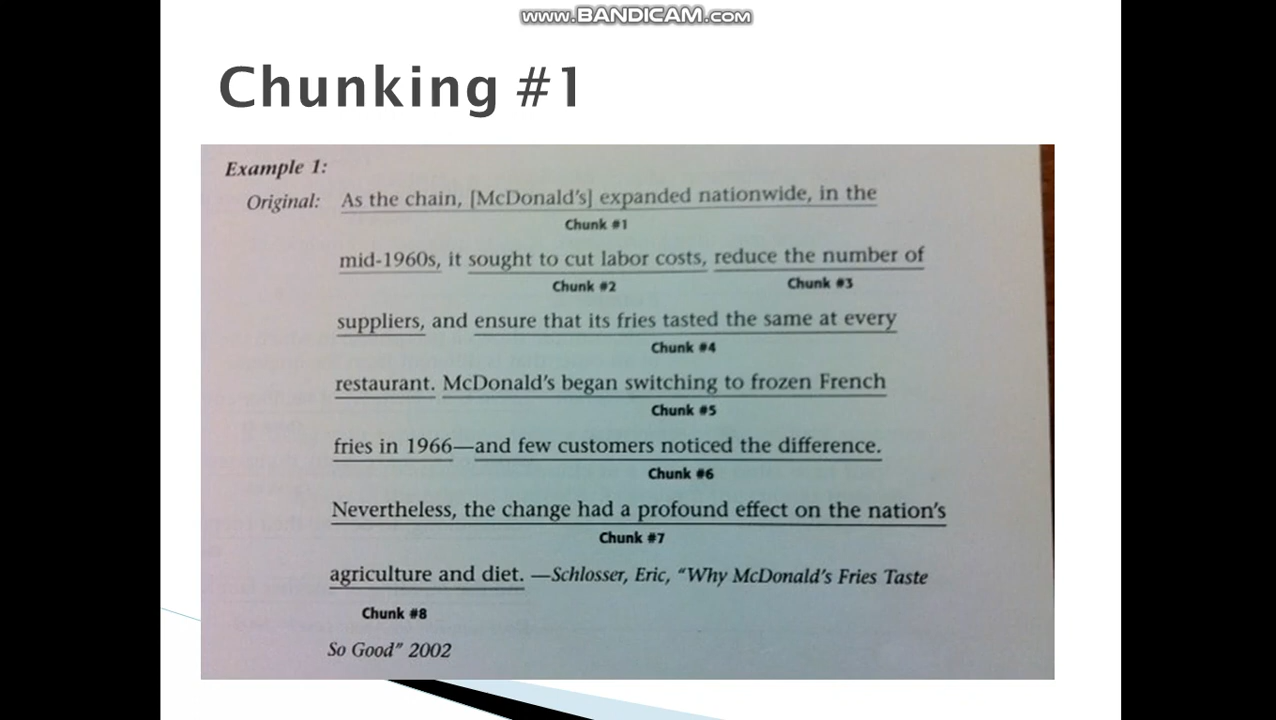 www.BANDICAM.com
Chunking #1
Example 1:
Original: As the chain, [McDonald's] expanded nationwide, in the
Chunk #1
mid-1960s, it sought to cut labor costs, reduce the number of
Chunk #2 Chunk #3
suppliers, and ensure that its fries tasted the same at every
Chunk #4
restaurant. McDonald's began switching to frozen French
Chunk #5
fries in 1966—and few customers noticed the difference.
Chunk #6
Nevertheless, the change had a profound effect on the nation's
Chunk #7
agriculture and diet. —Schlosser, Eric, "Why McDonald's Fries Taste
Chunk #8
So Good" 2002